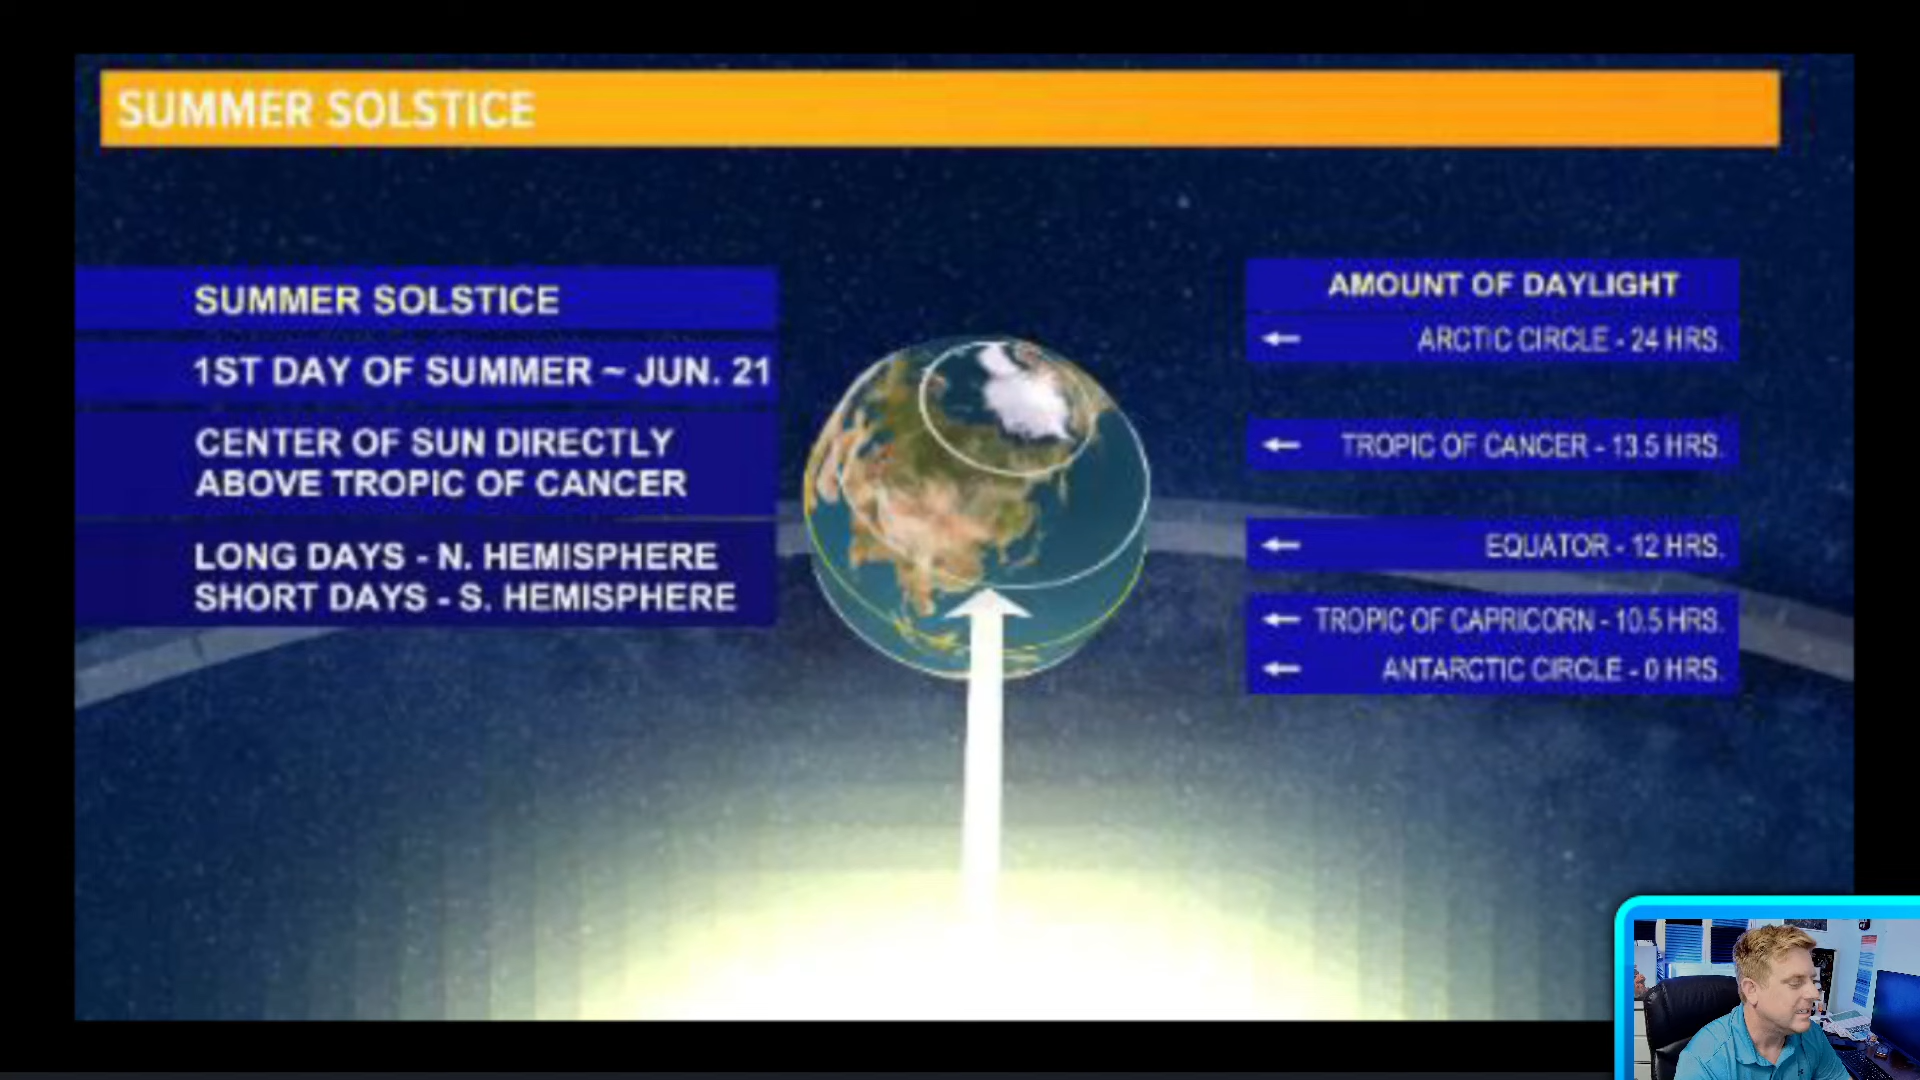 SUMMER SOLSTICE
SUMMER SOLSTICE
1ST DAY OF SUMMER ~ JUN. 21
CENTER OF SUN DIRECTLY
ABOVE TROPIC OF CANCER
LONG DAYS - N. HEMISPHERE
SHORT DAYS - S. HEMISPHERE
AMOUNT OF DAYLIGHT
ARCTIC CIRCLE - 24 HRS.
TROPIC OF CANCER - 13.5 HRS.
EQUATOR - 12 HRS.
TROPIC OF CAPRICORN - 10.5 HRS.
ANTARCTIC CIRCLE - 0 HRS.